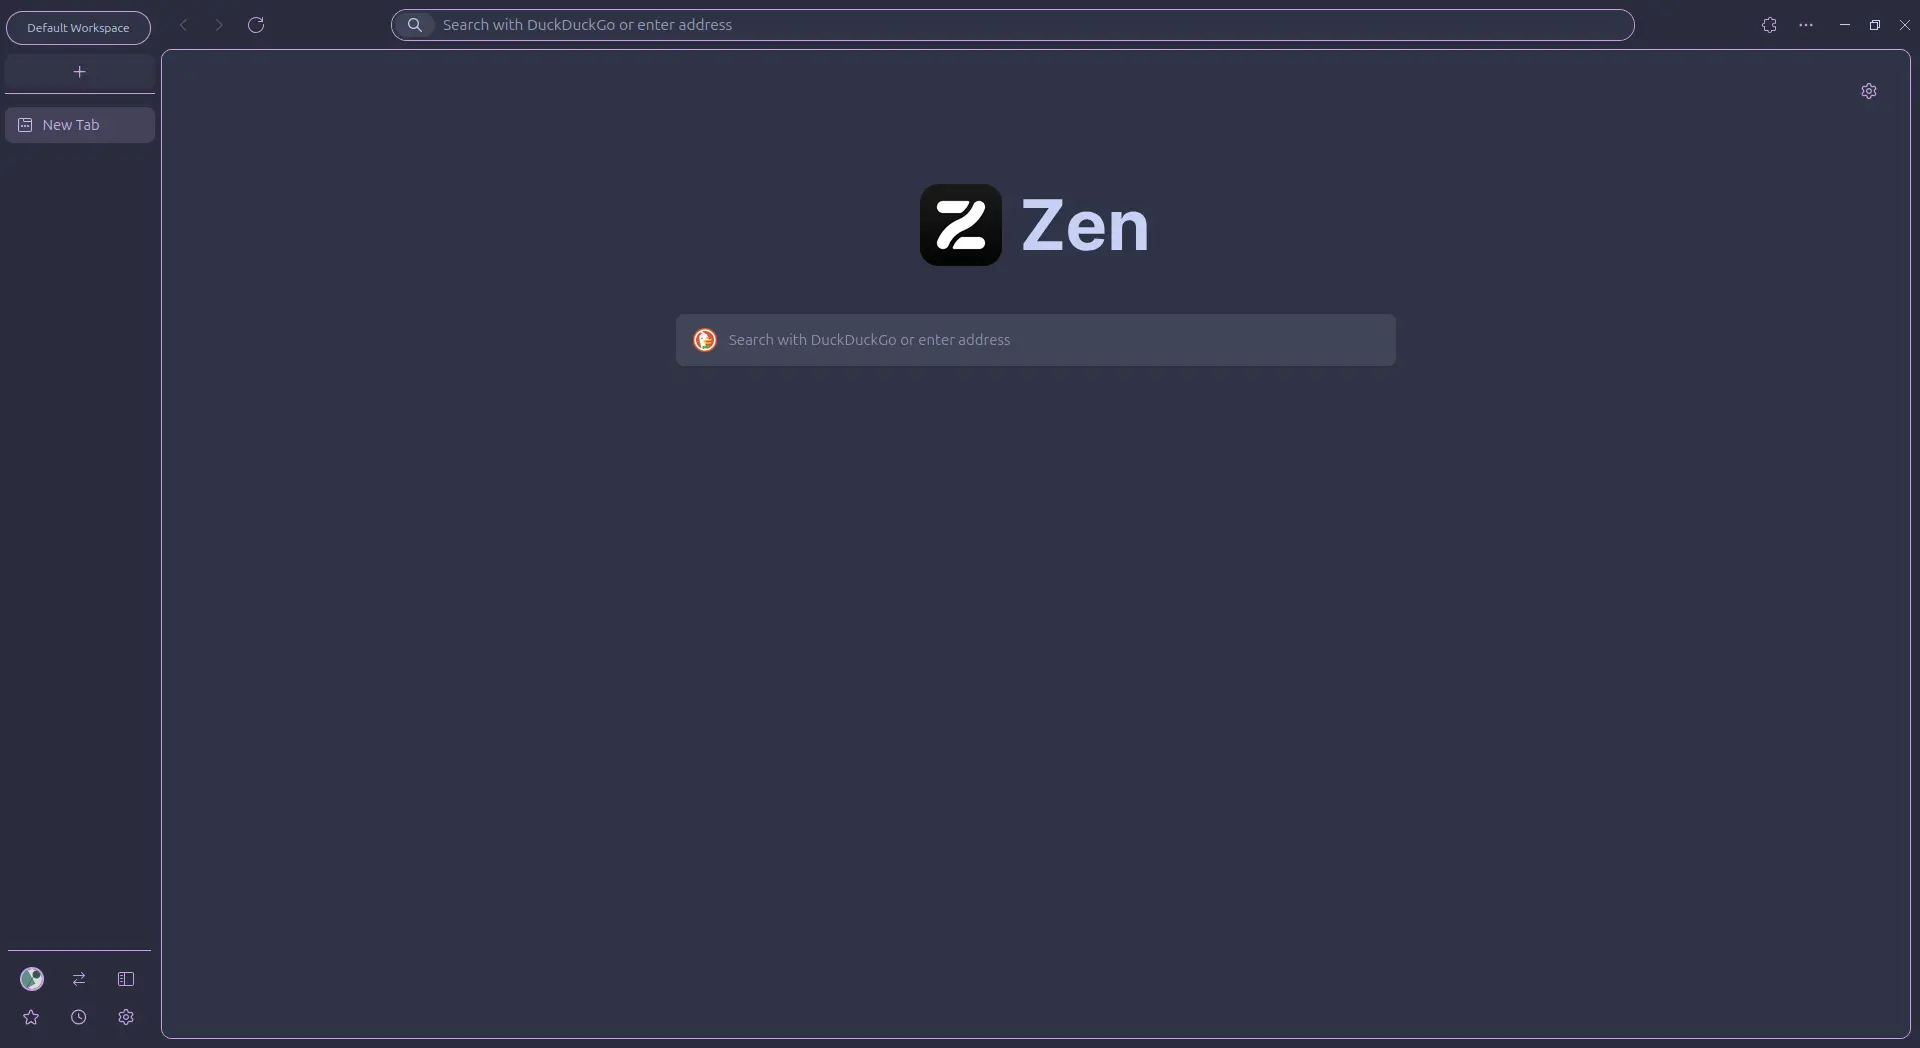 Default Workspace
Search with DuckDuckGo or enter address
New Tab
Zen
Search with DuckDuckGo or enter address